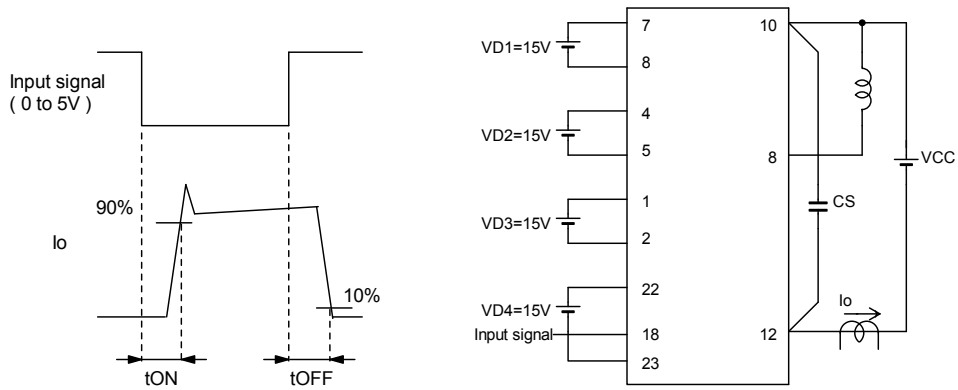 Input signal
( 0 to 5V )
90%
Io
10%
tON
tOFF
VD1=15V
7
8
VD2=15V
4
5
VD3=15V
1
2
VD4=15V
22
Input signal
18
23
10
8
12
VCC
CS
Io